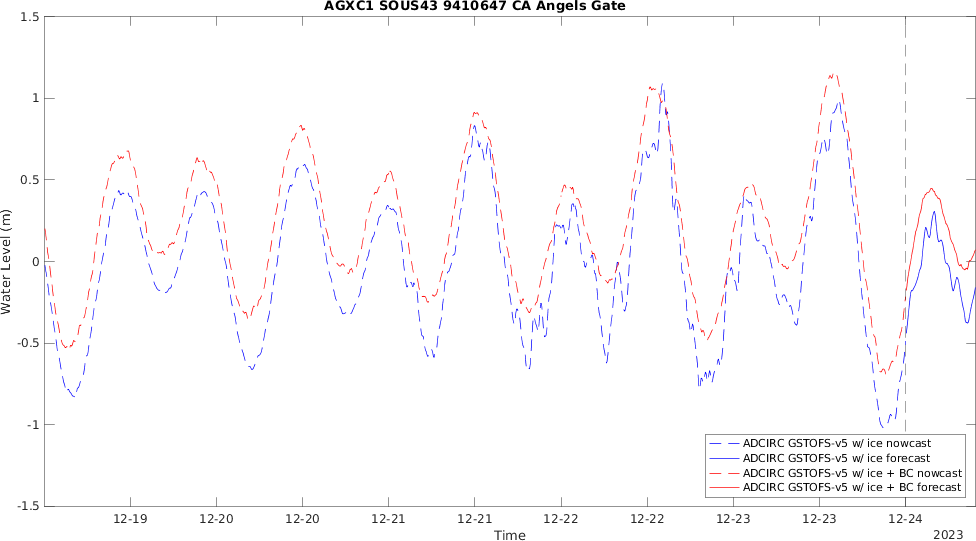 AGXC1 SOUS43 9410647 CA Angels Gate
1.5
1
0.5
0
-0.5
-1
-1.5
Water Level (m)
12-19
12-20
12-20
12-21
12-21
12-22
12-22
12-23
12-23
12-24
2023
Time
ADCIRC GSTOFS-v5 w/ ice nowcast
ADCIRC GSTOFS-v5 w/ ice forecast
ADCIRC GSTOFS-v5 w/ ice + BC nowcast
ADCIRC GSTOFS-v5 w/ ice + BC forecast